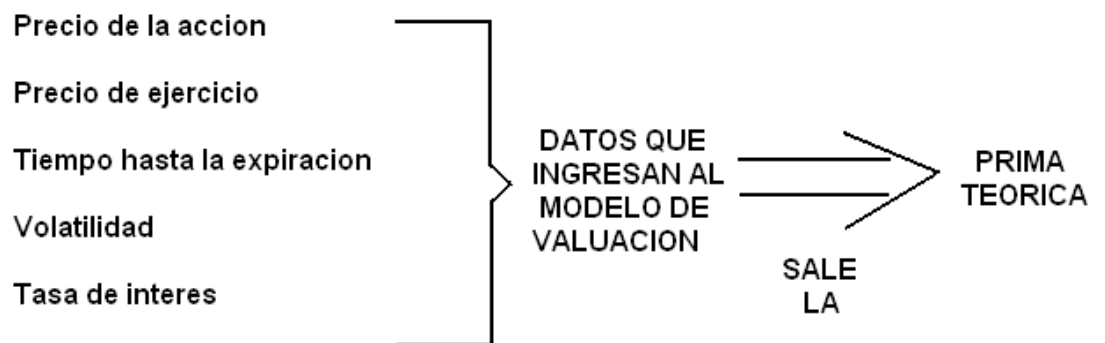 Precio de la accion
Precio de ejercicio
Tiempo hasta la expiracion
Volatilidad
Tasa de interes
DATOS QUE
INGRESAN AL
MODELO DE
VALUACION
SALE
LA
PRIMA
TEORICA